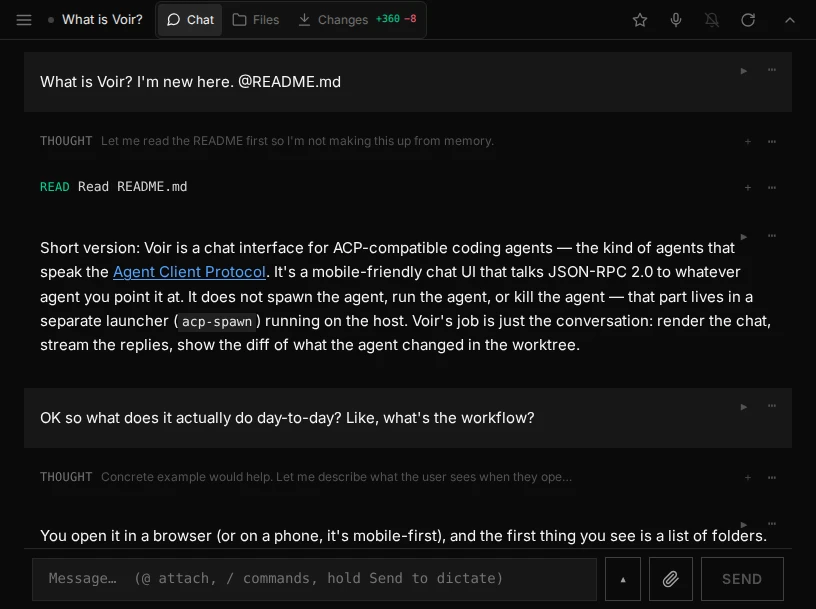 What is Voir?
Chat
Files
Changes +360 −8
What is Voir? I'm new here. @README.md
THOUGHT Let me read the README first so I'm not making this up from memory.
READ Read README.md
Short version: Voir is a chat interface for ACP-compatible coding agents — the kind of agents that
speak the Agent Client Protocol. It's a mobile-friendly chat UI that talks JSON-RPC 2.0 to whatever
agent you point it at. It does not spawn the agent, run the agent, or kill the agent — that part lives in a
separate launcher (acp-spawn) running on the host. Voir's job is just the conversation: render the chat,
stream the replies, show the diff of what the agent changed in the worktree.
OK so what does it actually do day-to-day? Like, what's the workflow?
THOUGHT Concrete example would help. Let me describe what the user sees when they ope…
You open it in a browser (or on a phone, it's mobile-first), and the first thing you see is a list of folders.
Message… (@ attach, / commands, hold Send to dictate)
SEND